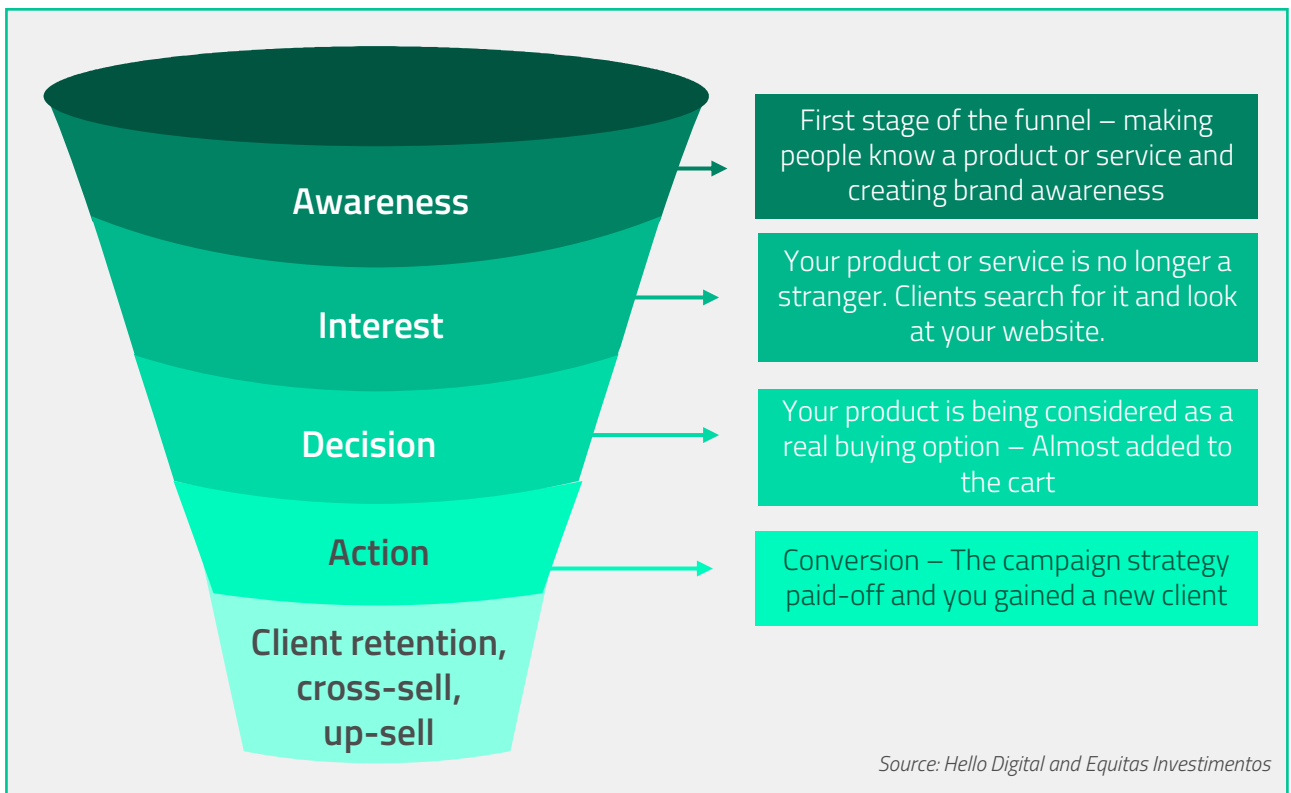 Awareness
First stage of the funnel – making
people know a product or service and
creating brand awareness
Interest
Your product or service is no longer a
stranger. Clients search for it and look
at your website.
Decision
Your product is being considered as a
real buying option – Almost added to
the cart
Action
Conversion – The campaign strategy
paid-off and you gained a new client
Client retention,
cross-sell,
up-sell
Source: Hello Digital and Equitas Investimentos